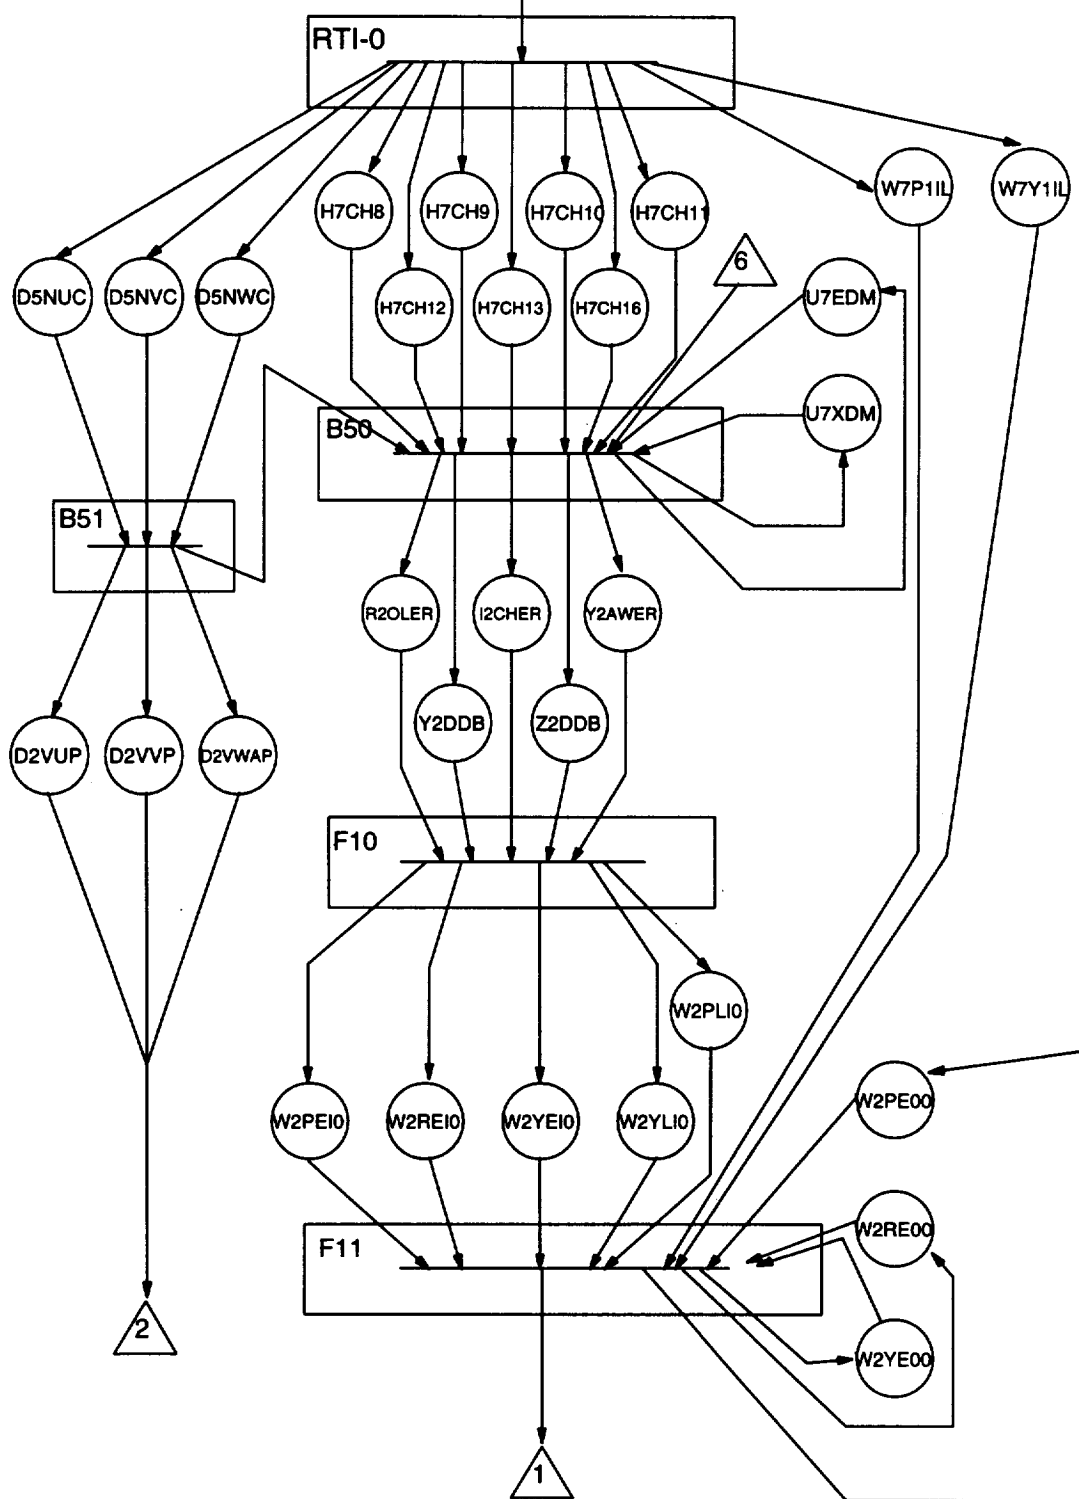 RTI-0
W7P1IL
W7Y1IL
H7CH8
H7CH9
H7CH10
H7CH11
6
D5NUC
D5NVC
D5NWC
H7CH12
H7CH13
H7CH16
U7EDM
U7XDM
B50
B51
R2OLER
I2CHER
Y2AWER
Y2DDB
Z2DDB
D2VUP
D2VVP
D2VWAP
F10
W2PLI0
W2PE00
W2PEI0
W2REI0
W2YEI0
W2YLI0
W2RE00
F11
2
W2YE00
1